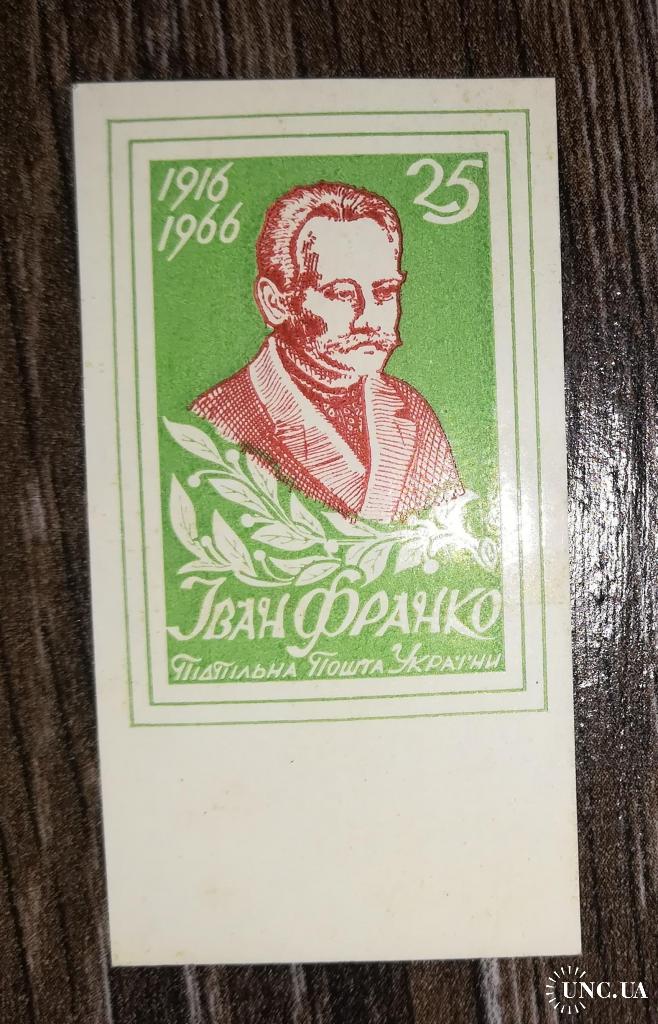 1916
1966
25
Іван Франко
Підпільна Пошта України
UNC.UA